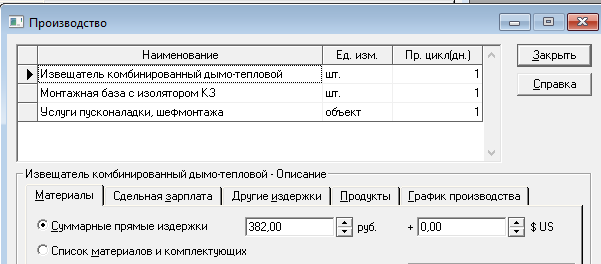 Производство
Наименование Ед. изм. Пр. цикл(дн.)
Извещатель комбинированный дымо-тепловой шт. 1
Монтажная база с изолятором КЗ шт. 1
Услуги пусконаладки, шефмонтажа объект 1
Закрыть
Справка
Извещатель комбинированный дымо-тепловой - Описание
Материалы Сдельная зарплата Другие издержки Продукты График производства
Суммарные прямые издержки 382,00 руб. + 0,00 $ US
Список материалов и комплектующих